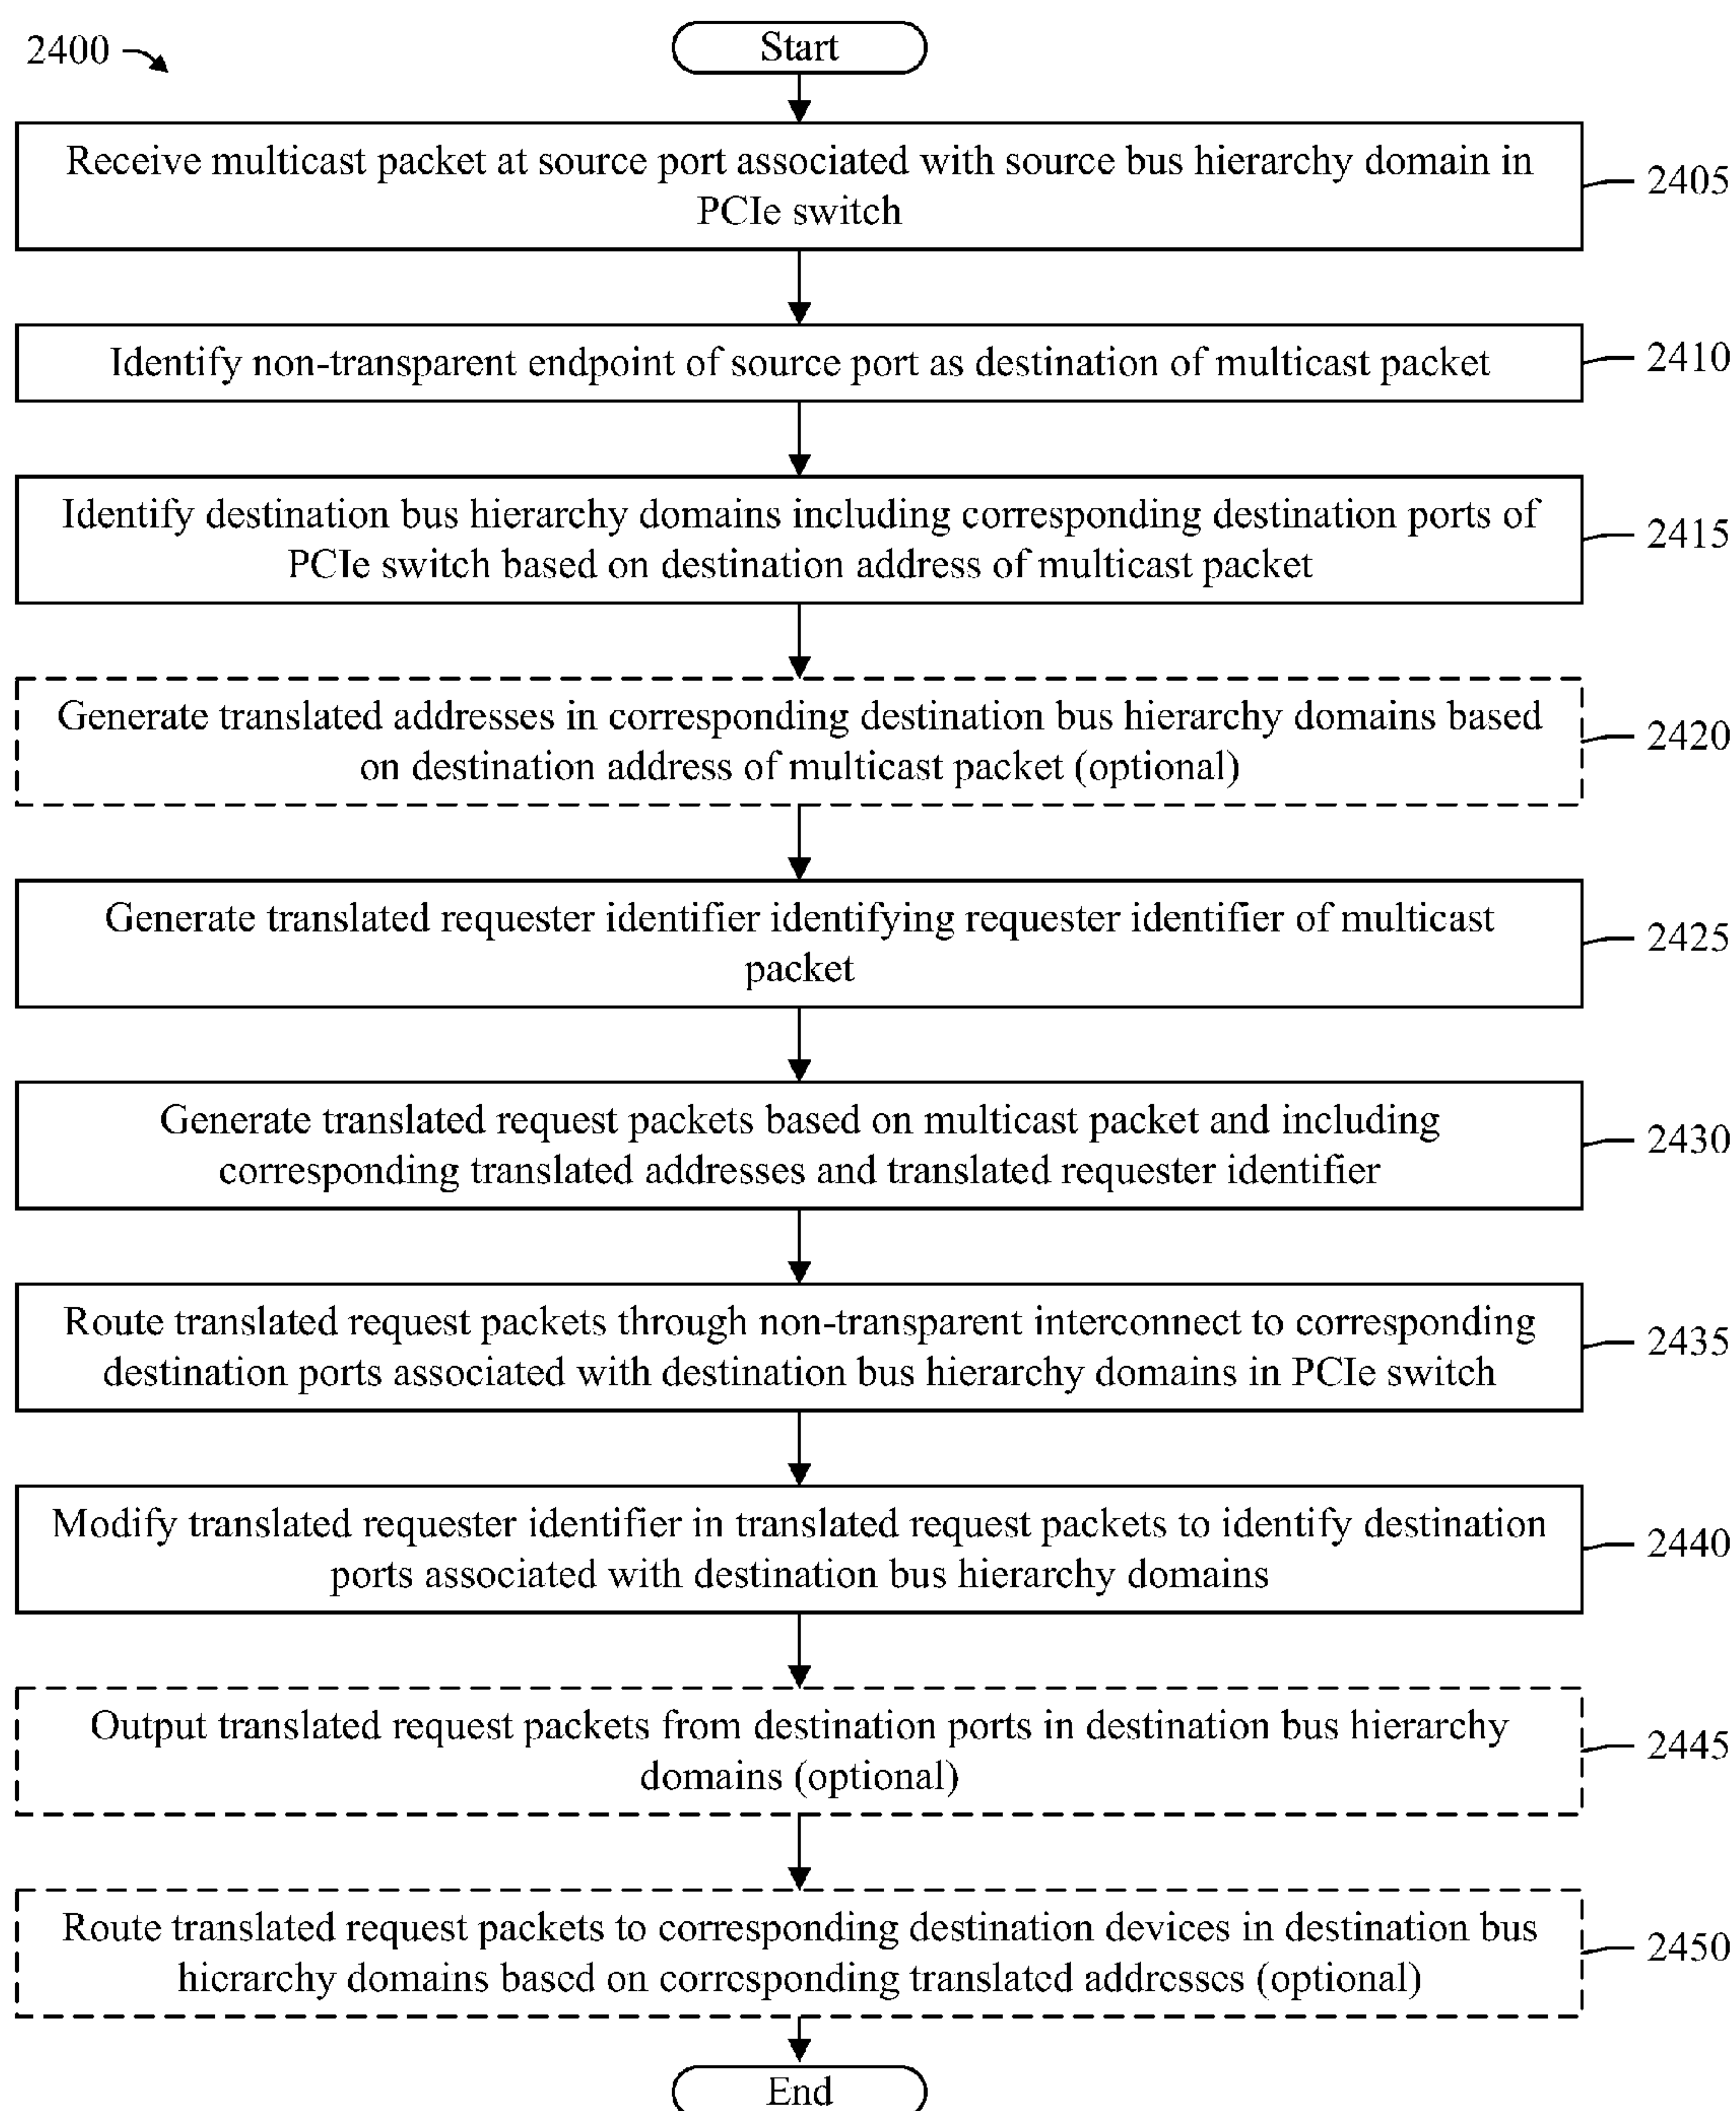 2400
Start
Receive multicast packet at source port associated with source bus hierarchy domain in
PCIe switch
2405
Identify non-transparent endpoint of source port as destination of multicast packet
2410
Identify destination bus hierarchy domains including corresponding destination ports of
PCIe switch based on destination address of multicast packet
2415
Generate translated addresses in corresponding destination bus hierarchy domains based
on destination address of multicast packet (optional)
2420
Generate translated requester identifier identifying requester identifier of multicast
packet
2425
Generate translated request packets based on multicast packet and including
corresponding translated addresses and translated requester identifier
2430
Route translated request packets through non-transparent interconnect to corresponding
destination ports associated with destination bus hierarchy domains in PCIe switch
2435
Modify translated requester identifier in translated request packets to identify destination
ports associated with destination bus hierarchy domains
2440
Output translated request packets from destination ports in destination bus hierarchy
domains (optional)
2445
Route translated request packets to corresponding destination devices in destination bus
hierarchy domains based on corresponding translated addresses (optional)
2450
End